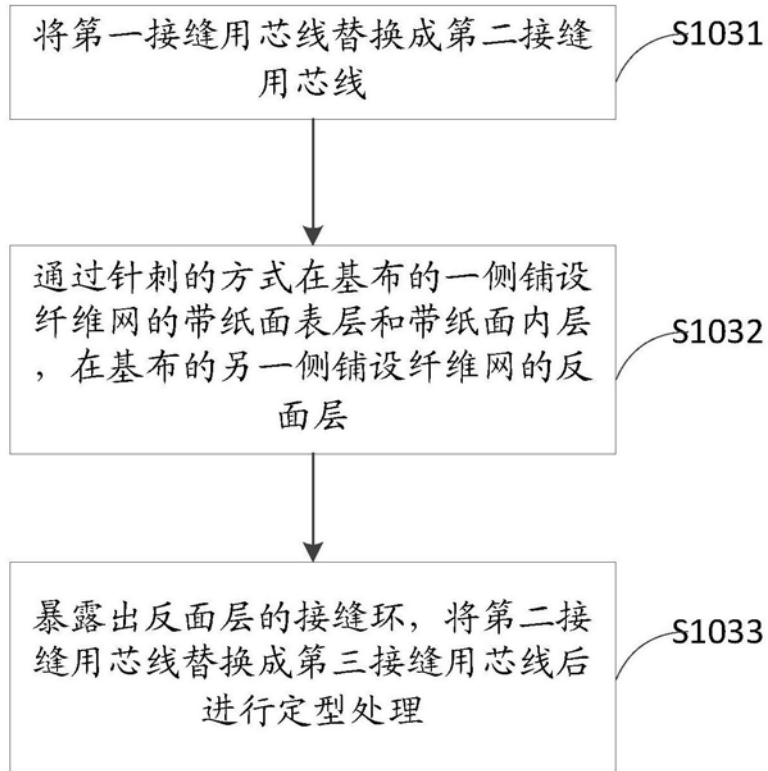 将第一接缝用芯线替换成第二接缝
用芯线
S1031
通过针刺的方式在基布的一侧铺设
纤维网的带纸面表层和带纸面内层
，在基布的另一侧铺设纤维网的反
面层
S1032
暴露出反面层的接缝环，将第二接
缝用芯线替换成第三接缝用芯线后
进行定型处理
S1033